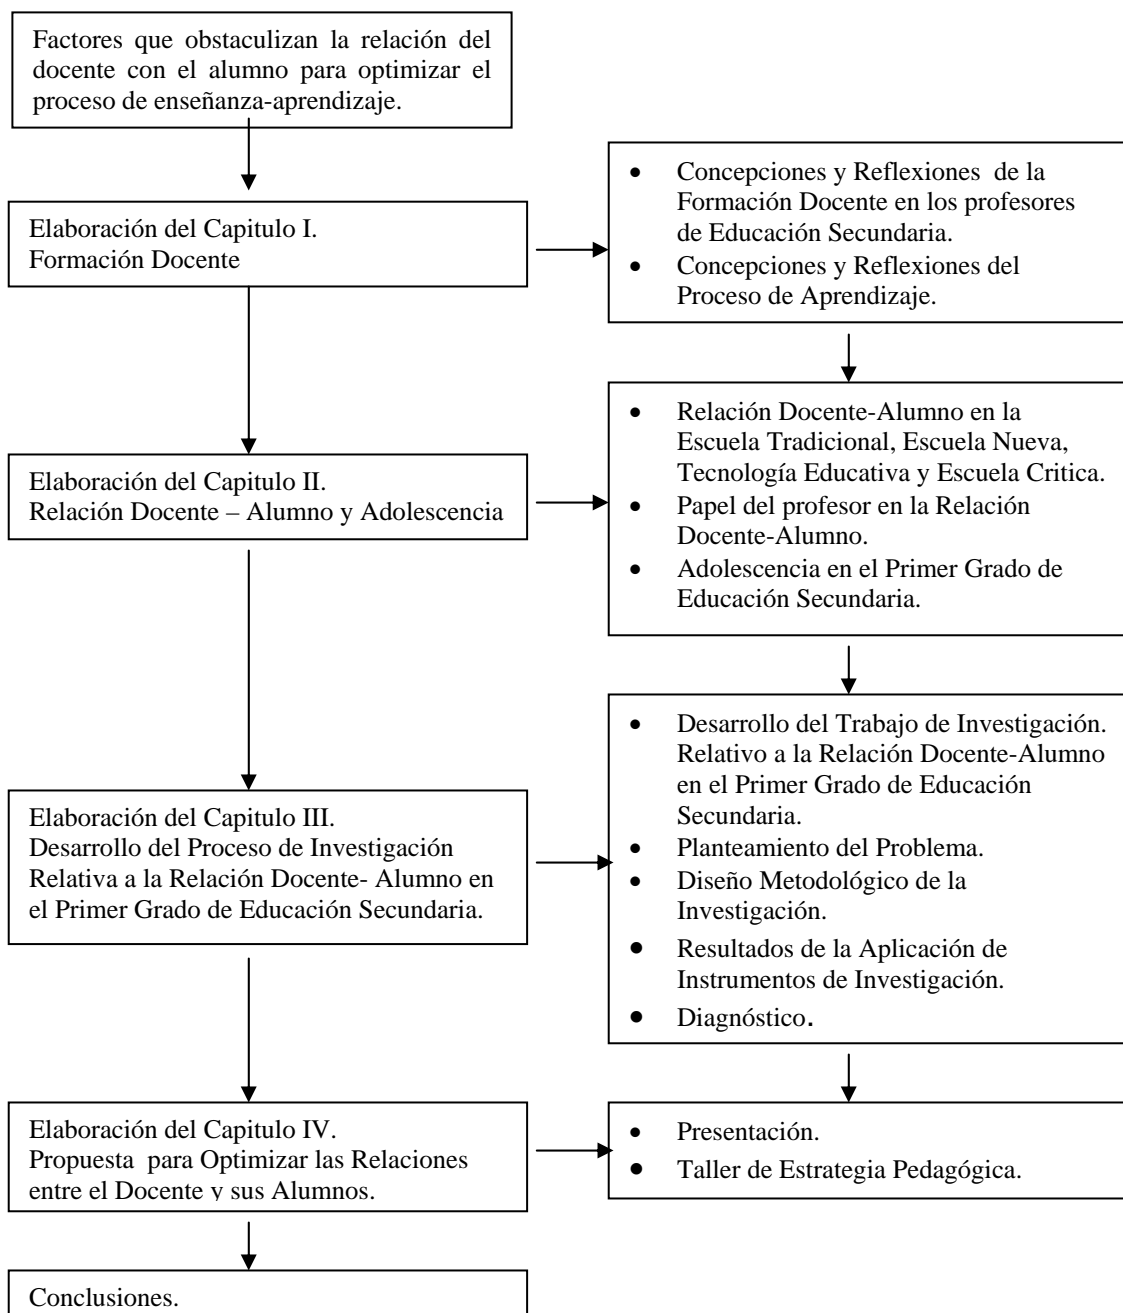 Factores que obstaculizan la relación del
docente con el alumno para optimizar el
proceso de enseñanza-aprendizaje.
Elaboración del Capitulo I.
Formación Docente
• Concepciones y Reflexiones de la
Formación Docente en los profesores
de Educación Secundaria.
• Concepciones y Reflexiones del
Proceso de Aprendizaje.
Elaboración del Capitulo II.
Relación Docente – Alumno y Adolescencia
• Relación Docente-Alumno en la
Escuela Tradicional, Escuela Nueva,
Tecnología Educativa y Escuela Critica.
• Papel del profesor en la Relación
Docente-Alumno.
• Adolescencia en el Primer Grado de
Educación Secundaria.
Elaboración del Capitulo III.
Desarrollo del Proceso de Investigación
Relativa a la Relación Docente- Alumno en
el Primer Grado de Educación Secundaria.
• Desarrollo del Trabajo de Investigación.
Relativo a la Relación Docente-Alumno
en el Primer Grado de Educación
Secundaria.
• Planteamiento del Problema.
• Diseño Metodológico de la
Investigación.
• Resultados de la Aplicación de
Instrumentos de Investigación.
• Diagnóstico.
Elaboración del Capitulo IV.
Propuesta para Optimizar las Relaciones
entre el Docente y sus Alumnos.
• Presentación.
• Taller de Estrategia Pedagógica.
Conclusiones.